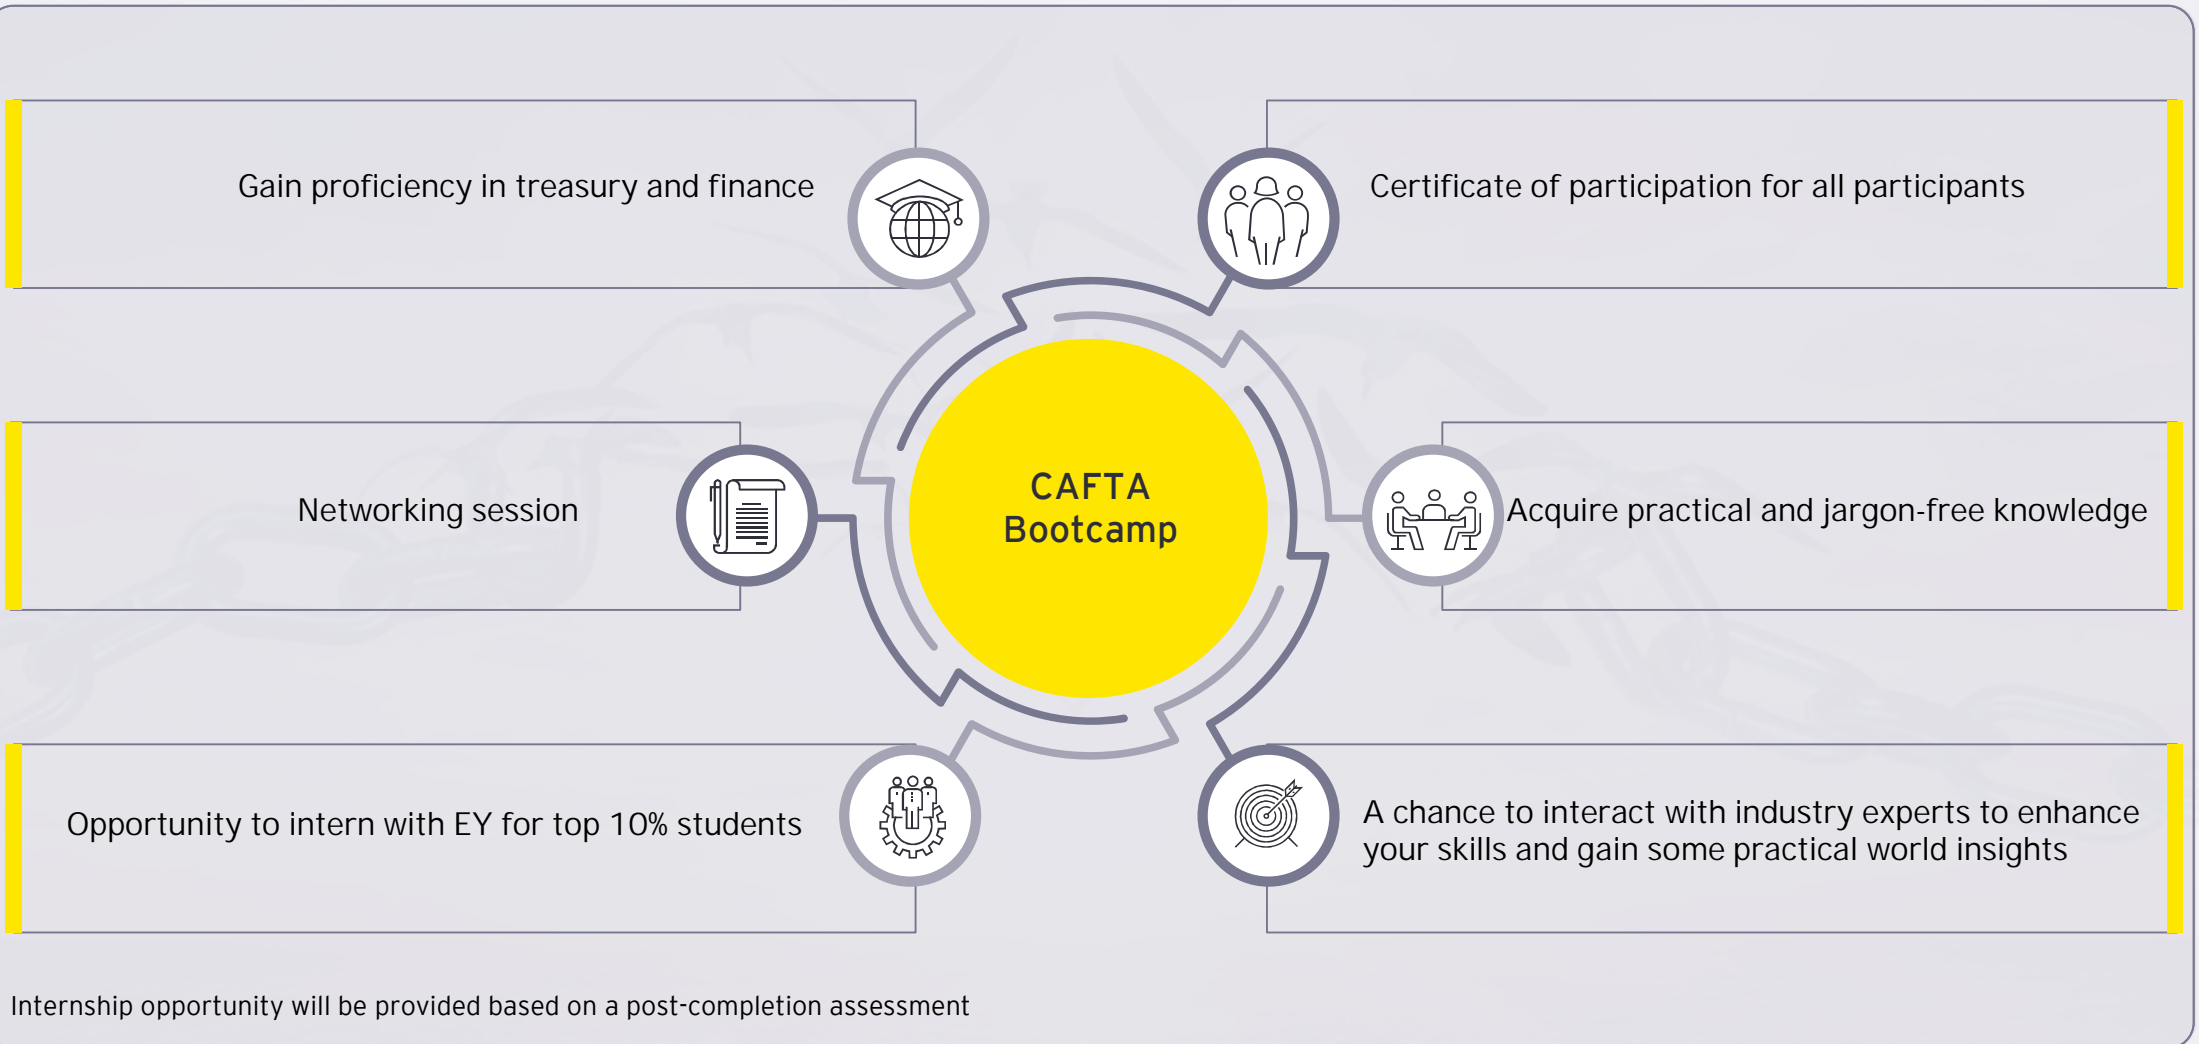 Gain proficiency in treasury and finance
Certificate of participation for all participants
Networking session
CAFTA
Bootcamp
Acquire practical and jargon-free knowledge
Opportunity to intern with EY for top 10% students
A chance to interact with industry experts to enhance
your skills and gain some practical world insights
Internship opportunity will be provided based on a post-completion assessment